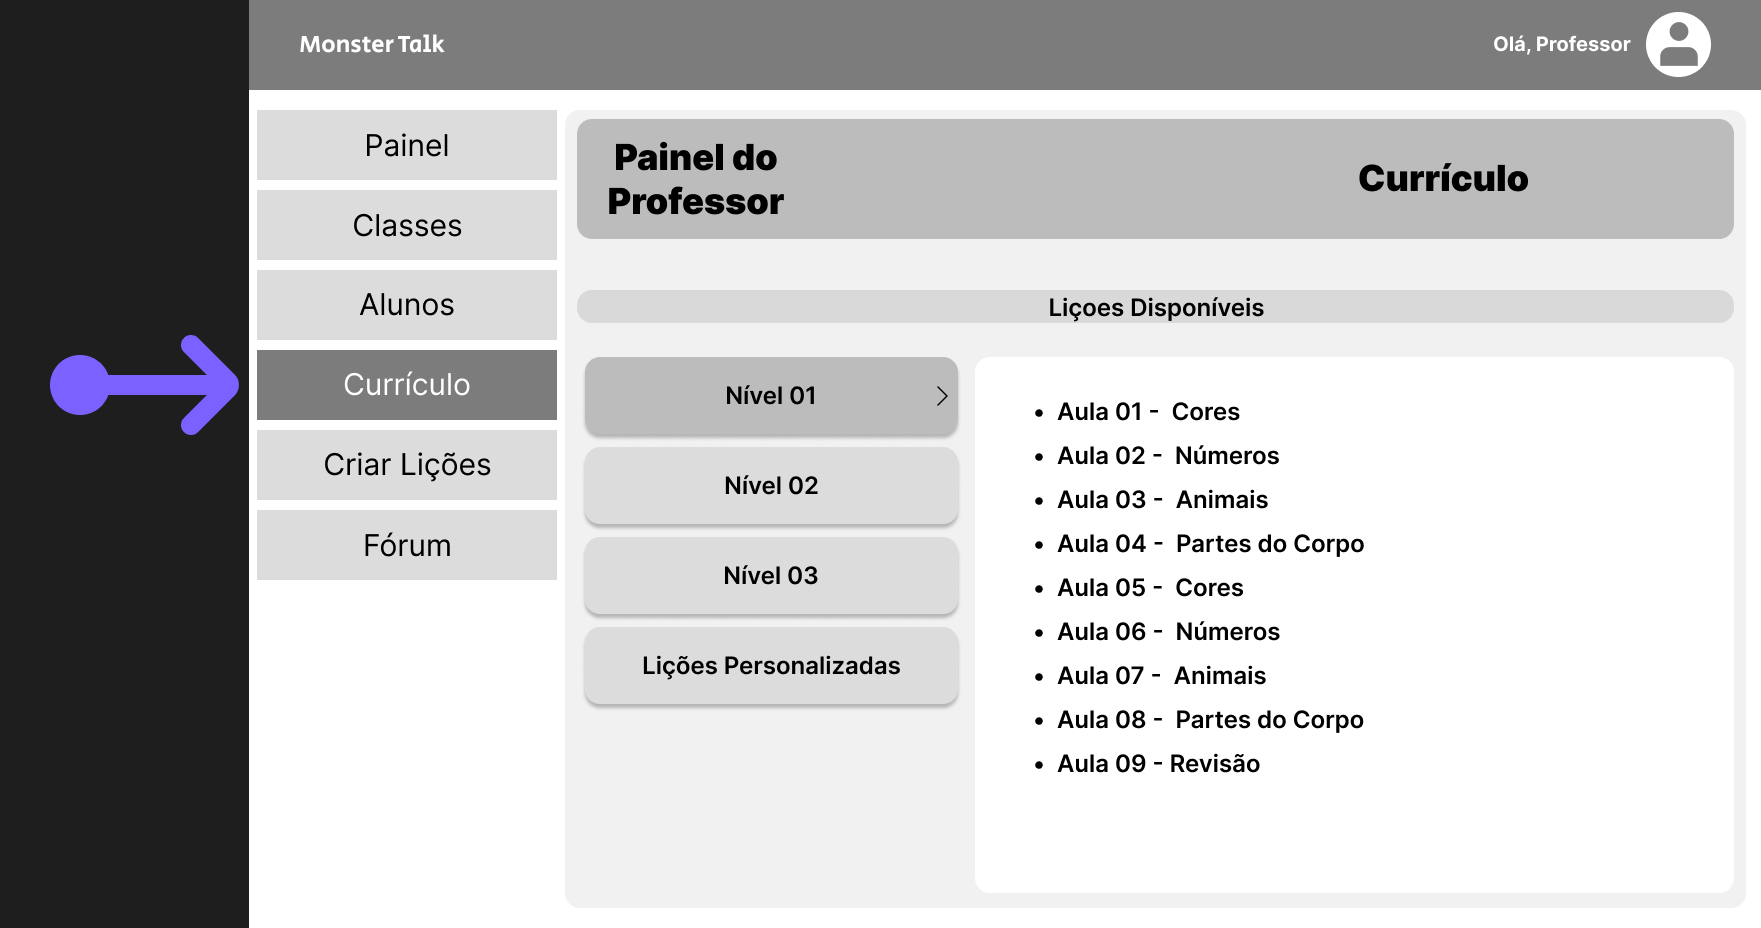 Monster Talk
Olá, Professor
Painel
Classes
Alunos
Currículo
Criar Lições
Fórum
Painel do
Professor
Currículo
Liçoes Disponíveis
Nível 01
Nível 02
Nível 03
Lições Personalizadas
• Aula 01 - Cores
• Aula 02 - Números
• Aula 03 - Animais
• Aula 04 - Partes do Corpo
• Aula 05 - Cores
• Aula 06 - Números
• Aula 07 - Animais
• Aula 08 - Partes do Corpo
• Aula 09 - Revisão